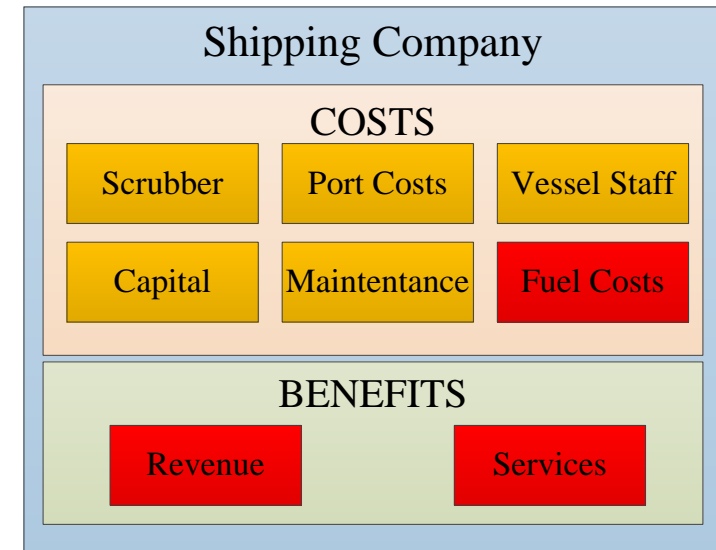 Shipping Company
COSTS
Scrubber
Port Costs
Vessel Staff
Capital
Maintentance
Fuel Costs
BENEFITS
Revenue
Services